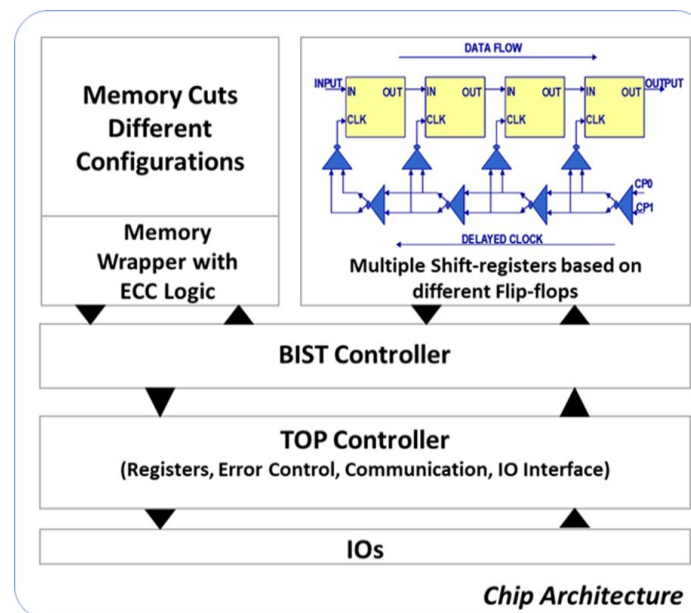 Memory Cuts
Different
Configurations
Memory
Wrapper with
ECC Logic
DATA FLOW
INPUT
IN OUT
IN OUT
IN OUT
IN OUT
OUTPUT
CLK
CLK
CLK
CLK
CP0
CP1
DELAYED CLOCK
Multiple Shift-registers based on
different Flip-flops
BIST Controller
TOP Controller
(Registers, Error Control, Communication, IO Interface)
IOs
Chip Architecture